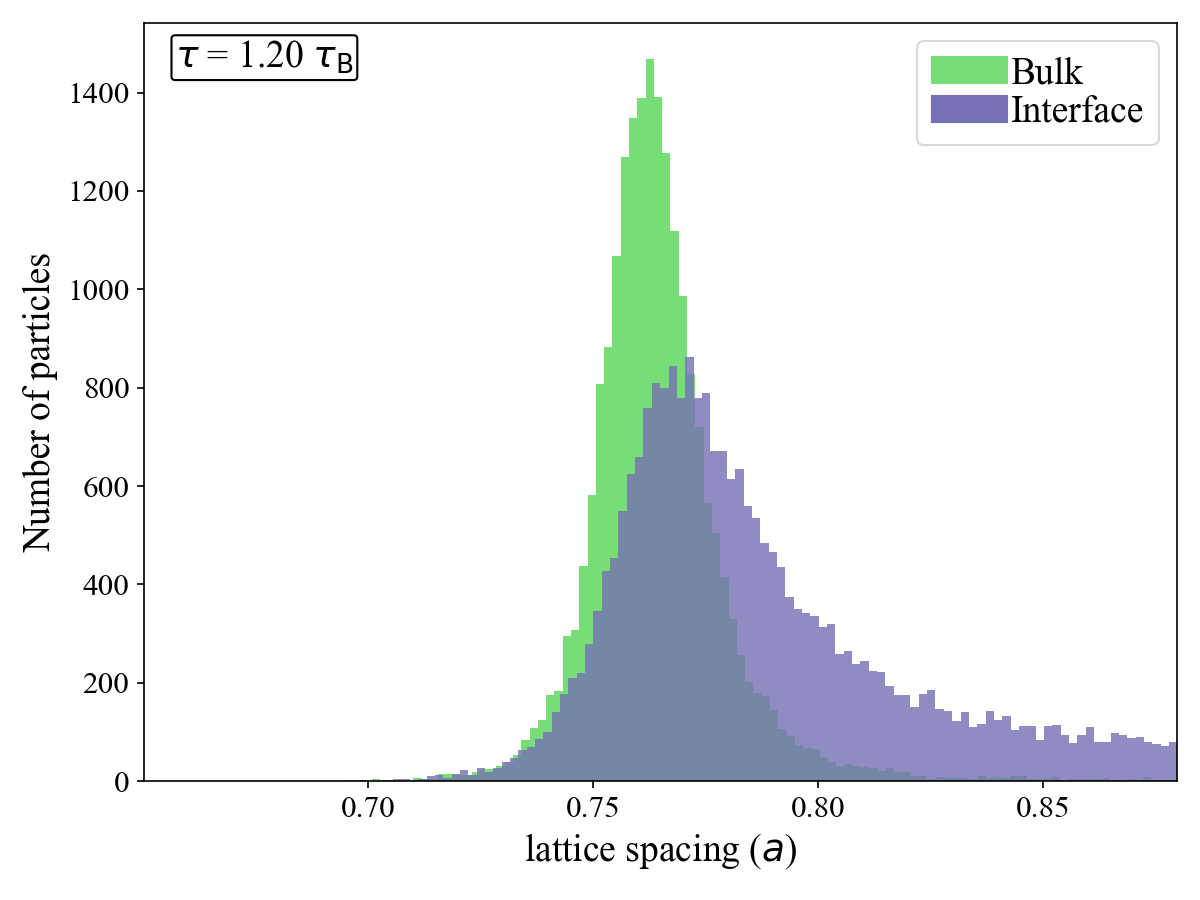 τ = 1.20 τB
Bulk
Interface
1400
1200
1000
800
600
400
200
0
Number of particles
0.70 0.75 0.80 0.85
lattice spacing (a)